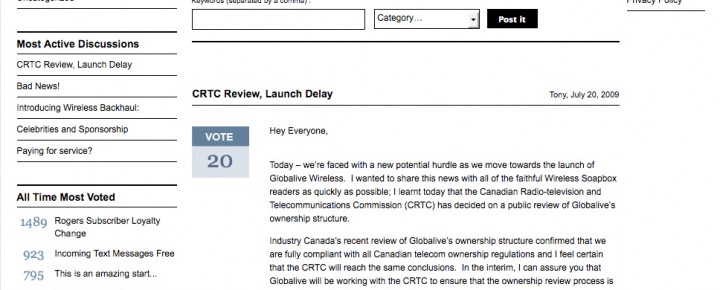 Uncategorized
Most Active Discussions
CRTC Review, Launch Delay
Bad News!
Introducing Wireless Backhaul:
Celebrities and Sponsorship
Paying for service?
All Time Most Voted
1489 Rogers Subscriber Loyalty
Change
923 Incoming Text Messages Free
795 This is an amazing start...
Keywords (separated by a comma) :
Category...
Post it
CRTC Review, Launch Delay
Tony, July 20, 2009
VOTE
20
Hey Everyone,
Today – we're faced with a new potential hurdle as we move towards the launch of
Globalive Wireless. I wanted to share this news with all of the faithful Wireless Soapbox
readers as quickly as possible; I learnt today that the Canadian Radio-television and
Telecommunications Commission (CRTC) has decided on a public review of Globalive's
ownership structure.
Industry Canada's recent review of Globalive's ownership structure confirmed that we
are fully compliant with all Canadian telecom ownership regulations and I feel certain
that the CRTC will reach the same conclusions. In the interim, I can assure you that
Globalive will be working with the CRTC to ensure that the ownership review process is
Privacy Policy